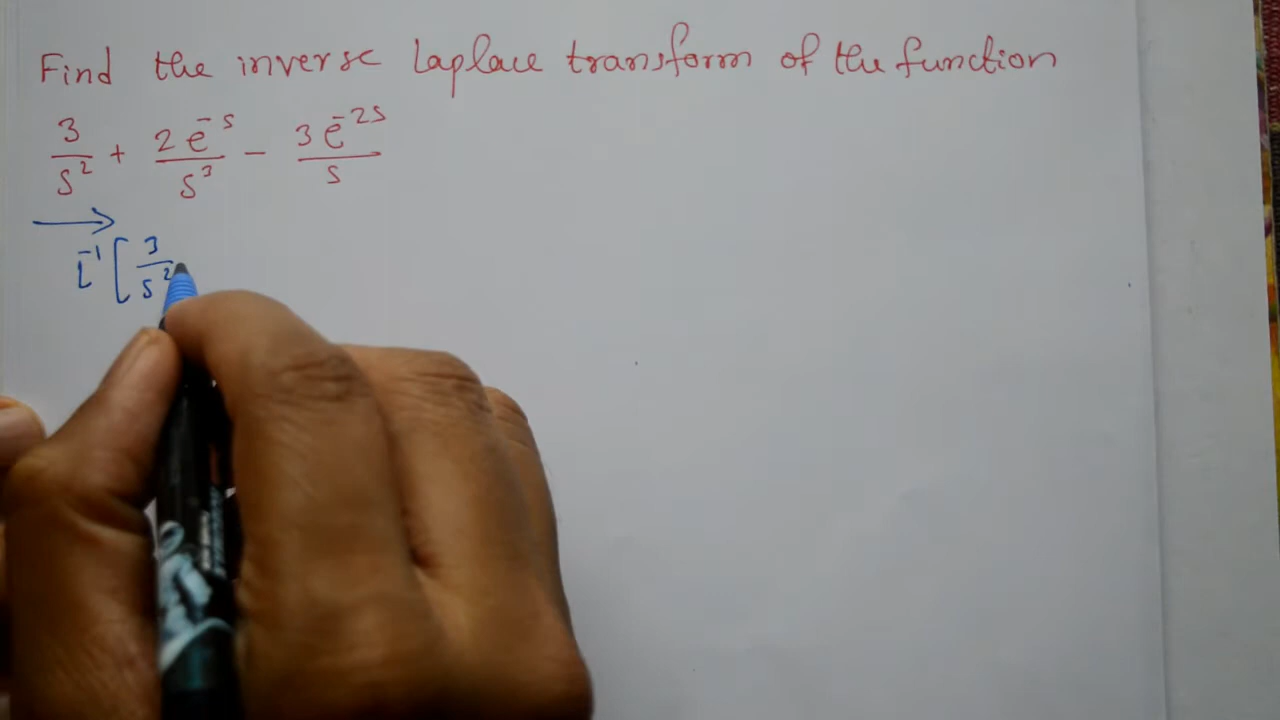 Find the inverse Laplace transform of the function
3/s² + 2e⁻ˢ/s³ - 3e⁻²ˢ/s
→
L⁻¹[3/s²